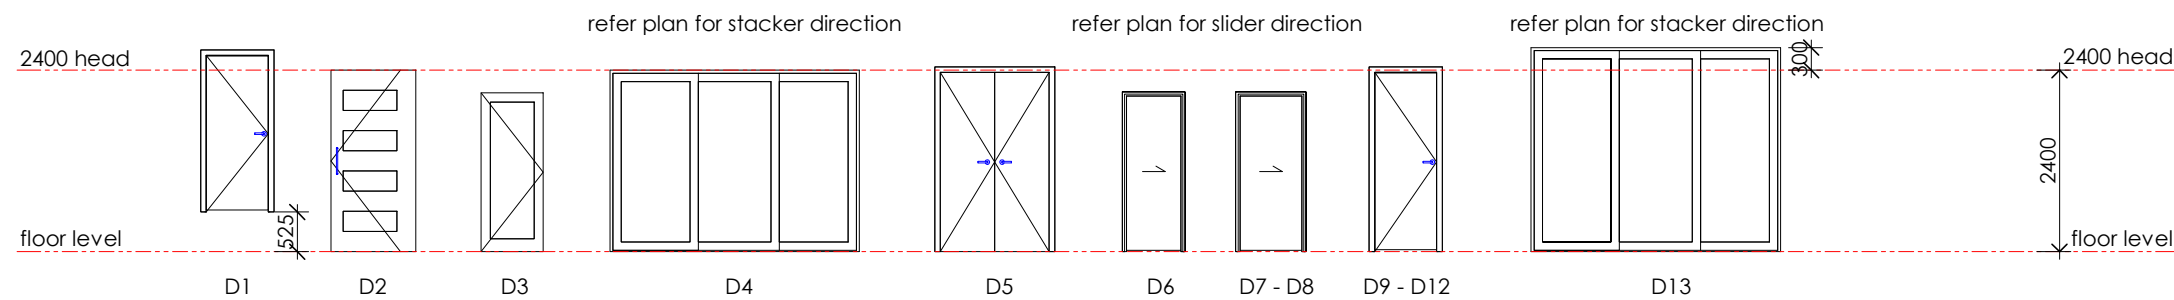 refer plan for stacker direction
refer plan for slider direction
refer plan for stacker direction
2400 head
300
2400 head
2400
525
floor level
floor level
D1
D2
D3
D4
D5
D6
D7 - D8
D9 - D12
D13